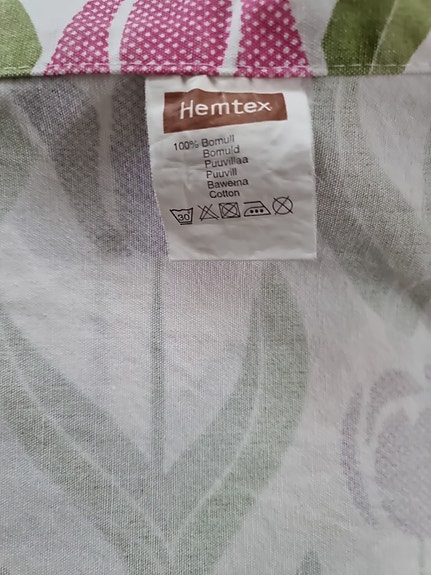 Hemtex
100% Bomull
Bomuld
Puuvillaa
Puuvill
Bawełna
Cotton
30